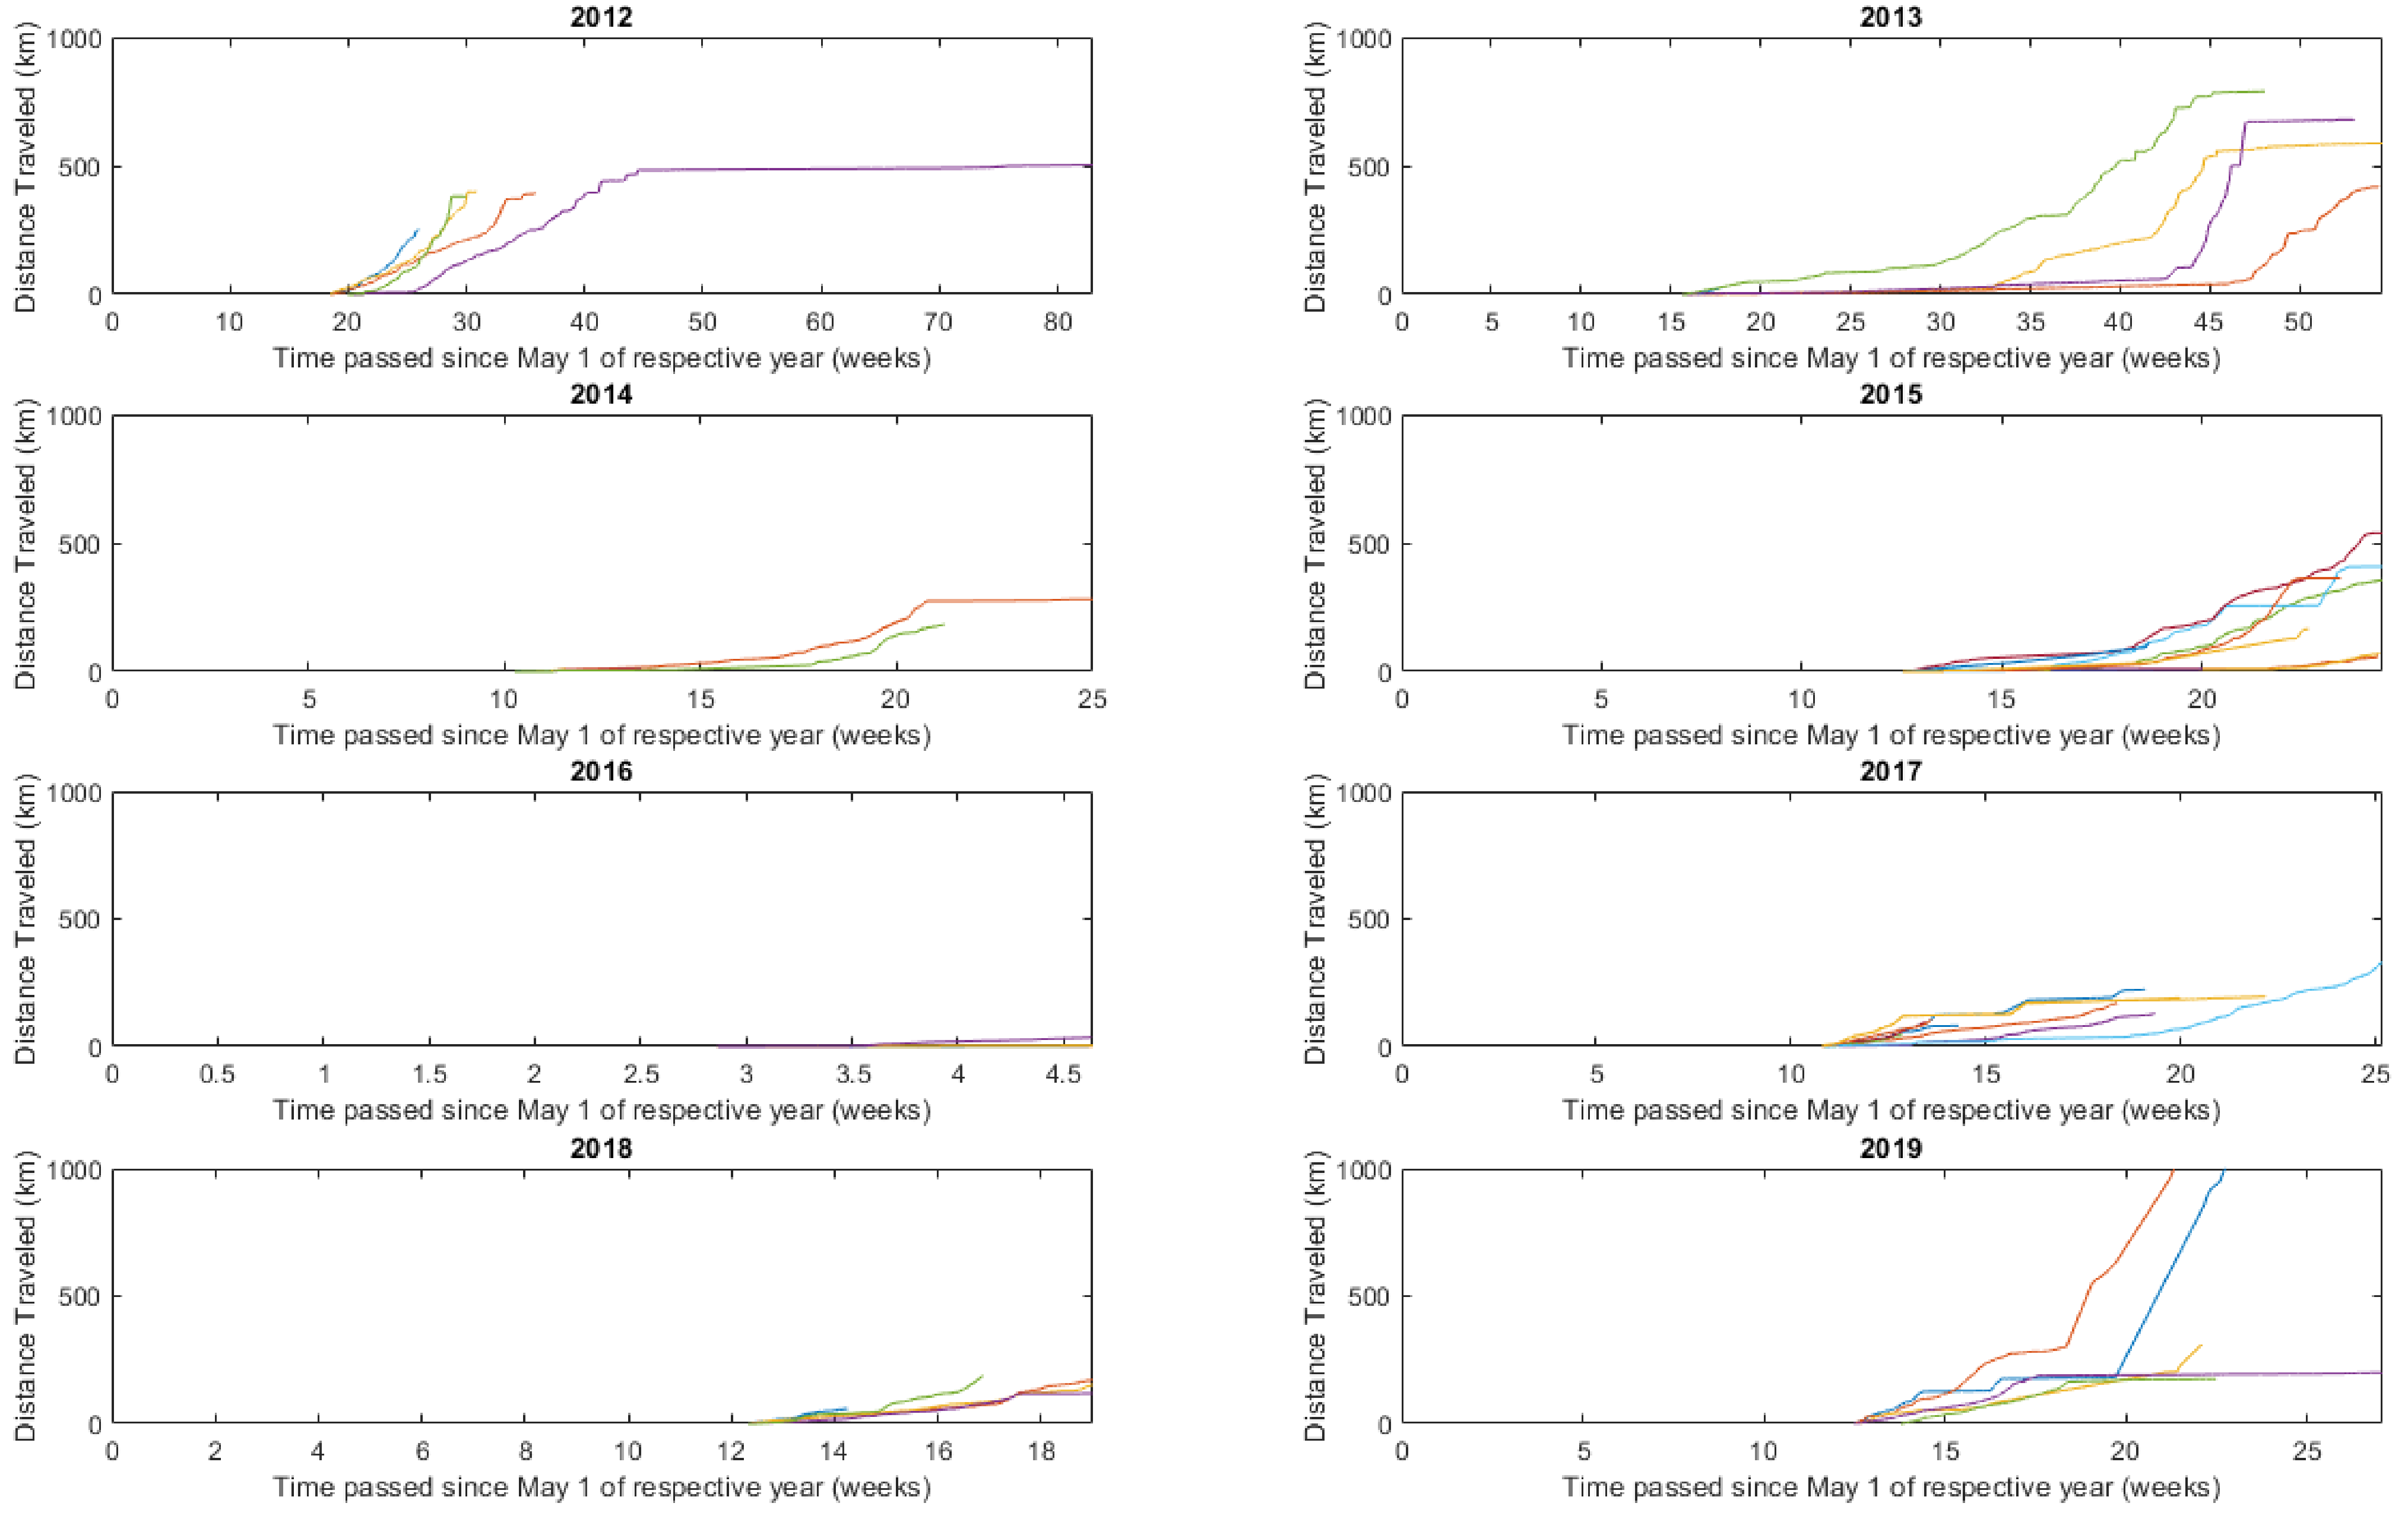 2012
Distance Traveled (km)
1000
500
0
0 10 20 30 40 50 60 70 80
Time passed since May 1 of respective year (weeks)
2013
Distance Traveled (km)
1000
500
0
0 5 10 15 20 25 30 35 40 45 50
Time passed since May 1 of respective year (weeks)
2014
Distance Traveled (km)
1000
500
0
0 5 10 15 20 25
Time passed since May 1 of respective year (weeks)
2015
Distance Traveled (km)
1000
500
0
0 5 10 15 20
Time passed since May 1 of respective year (weeks)
2016
Distance Traveled (km)
1000
500
0
0 0.5 1 1.5 2 2.5 3 3.5 4 4.5
Time passed since May 1 of respective year (weeks)
2017
Distance Traveled (km)
1000
500
0
0 5 10 15 20 25
Time passed since May 1 of respective year (weeks)
2018
Distance Traveled (km)
1000
500
0
0 2 4 6 8 10 12 14 16 18
Time passed since May 1 of respective year (weeks)
2019
Distance Traveled (km)
1000
500
0
0 5 10 15 20 25
Time passed since May 1 of respective year (weeks)